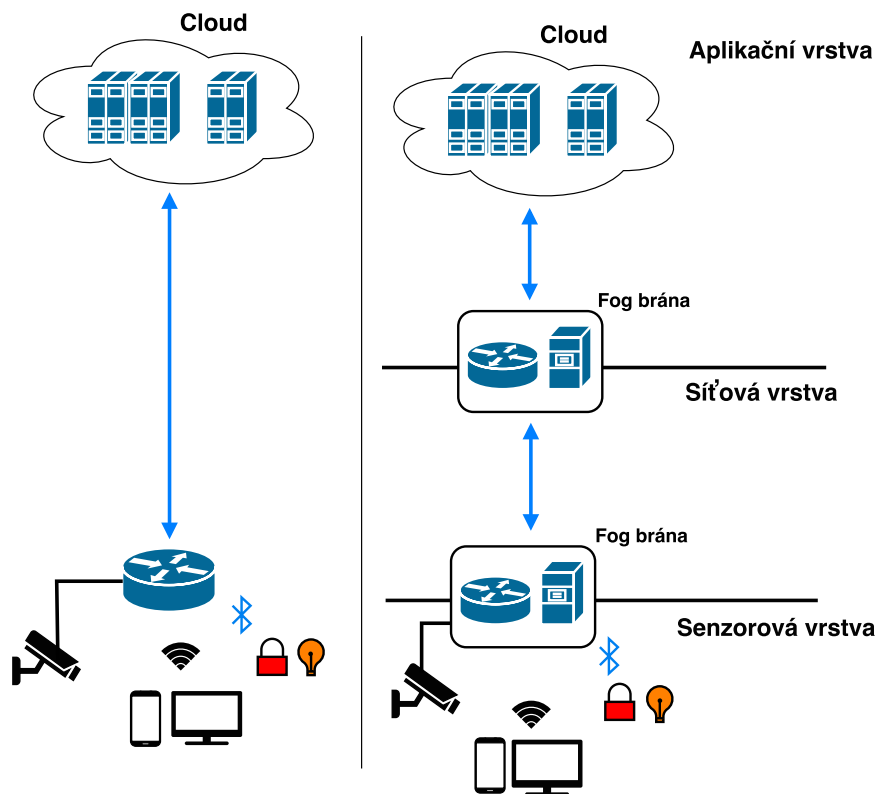 Cloud
Cloud
Aplikační vrstva
Fog brána
Síťová vrstva
Fog brána
Senzorová vrstva